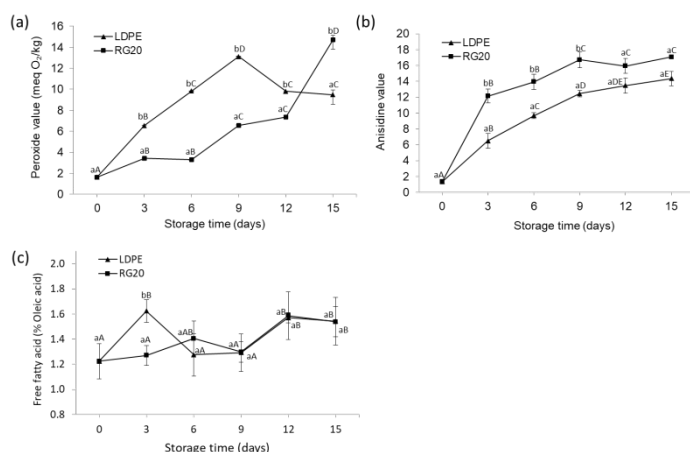 (a)
LDPE
RG20
Peroxide value (meq O₂/kg)
16
14
12
10
8
6
4
2
0
aA
bB
aB
bC
aB
bD
aC
bC
aC
bD
aC
0 3 6 9 12 15
Storage time (days)
(b)
LDPE
RG20
Anisidine value
20
18
16
14
12
10
8
6
4
2
0
aA
bB
aB
bB
aC
bC
aD
aC
aDE
aC
aE
0 3 6 9 12 15
Storage time (days)
(c)
LDPE
RG20
Free fatty acid (% Oleic acid)
2.0
1.8
1.6
1.4
1.2
1.0
0.8
aA
bB
aA
aAB
aA
aA
aA
aB
aB
aB
aB
0 3 6 9 12 15
Storage time (days)